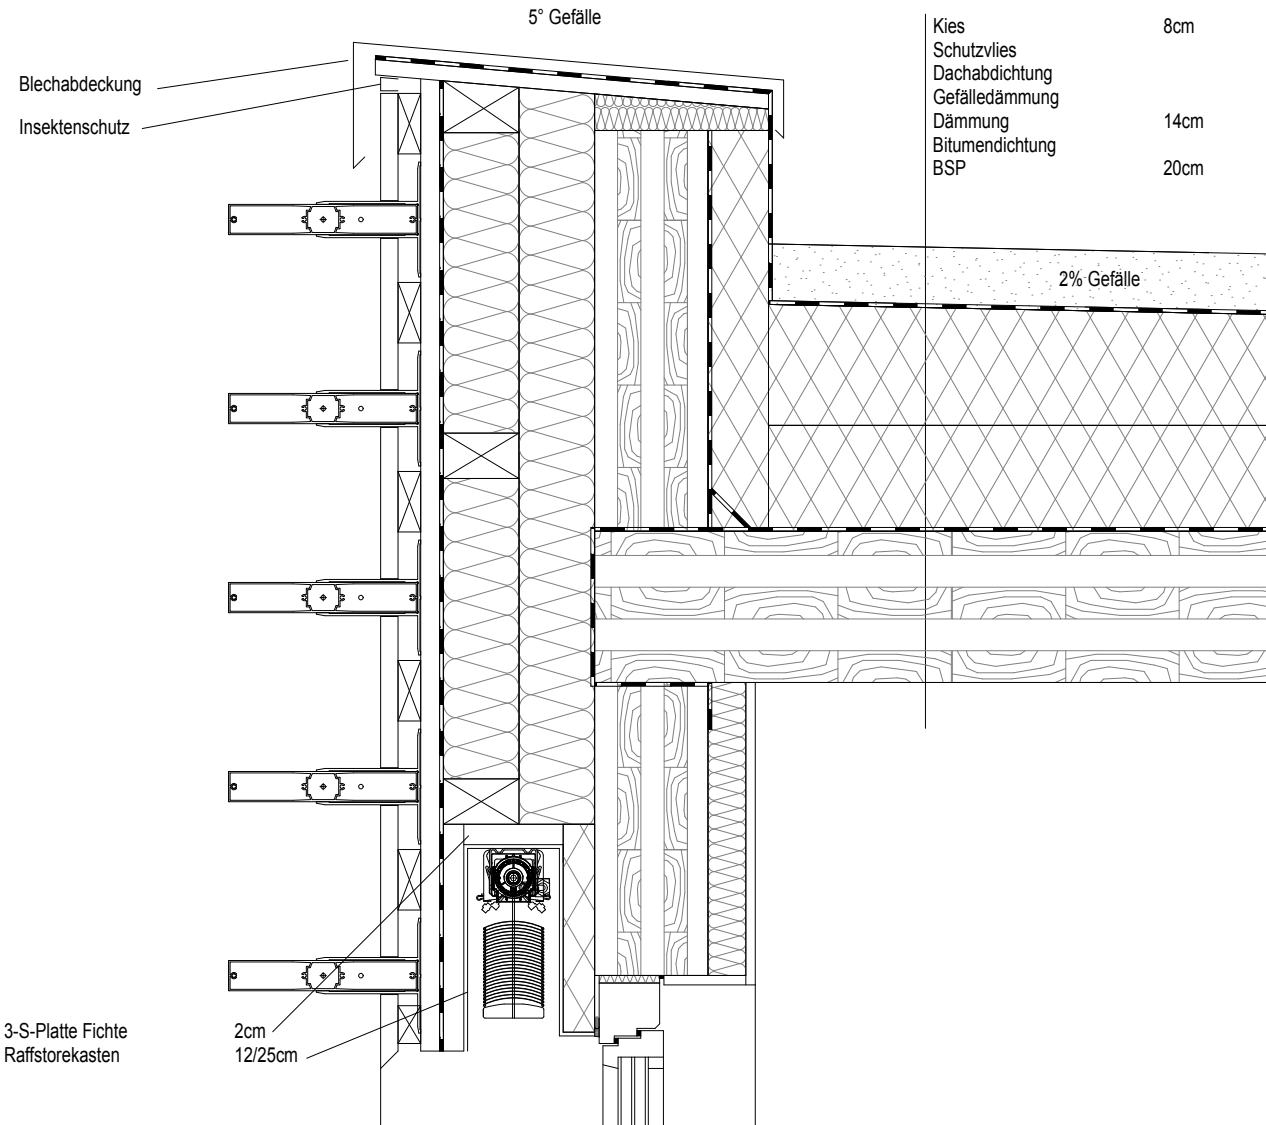 5° Gefälle
Kies 8cm
Schutzvlies
Dachabdichtung
Gefälledämmung
Dämmung 14cm
Bitumendichtung
BSP 20cm
Blechabdeckung
Insektenschutz
2% Gefälle
3-S-Platte Fichte 2cm
Raffstorekasten 12/25cm